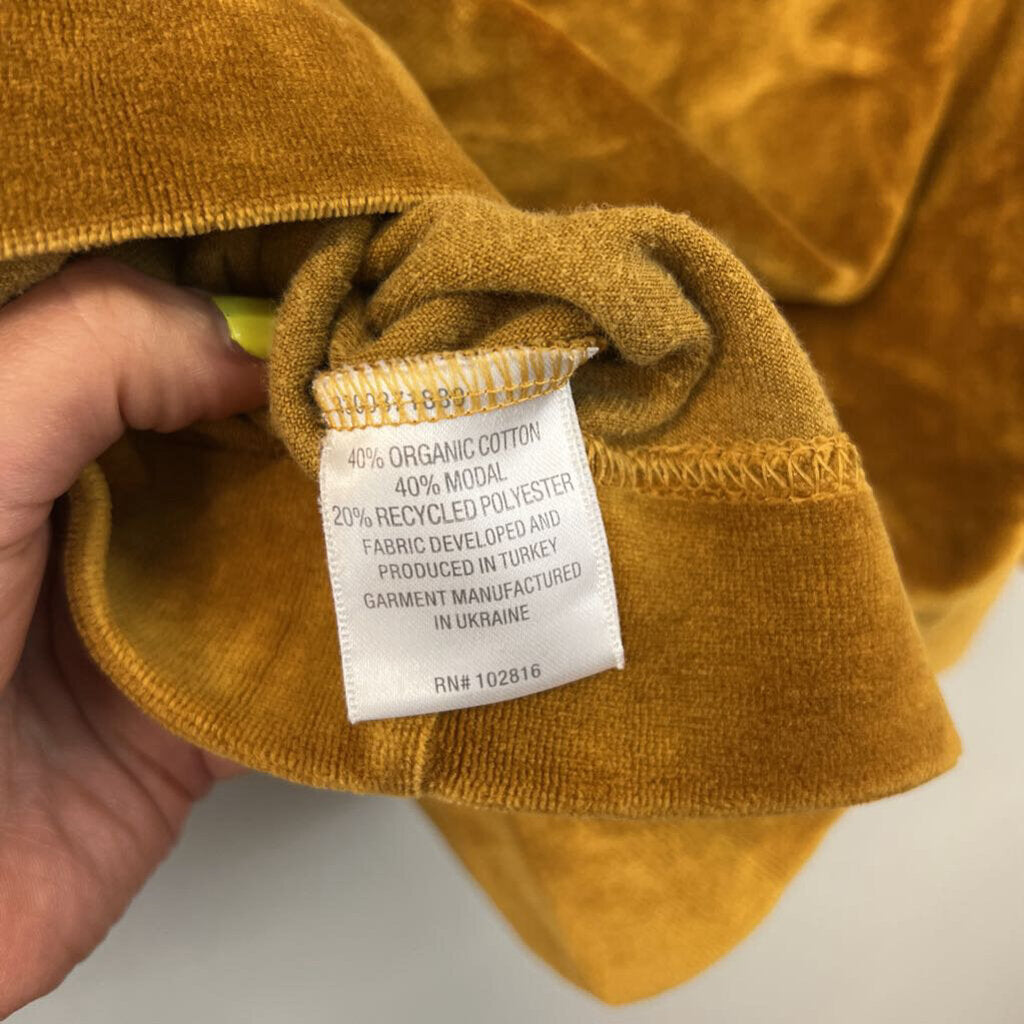 40% ORGANIC COTTON
40% MODAL
20% RECYCLED POLYESTER
FABRIC DEVELOPED AND
PRODUCED IN TURKEY
GARMENT MANUFACTURED
IN UKRAINE
RN# 102816